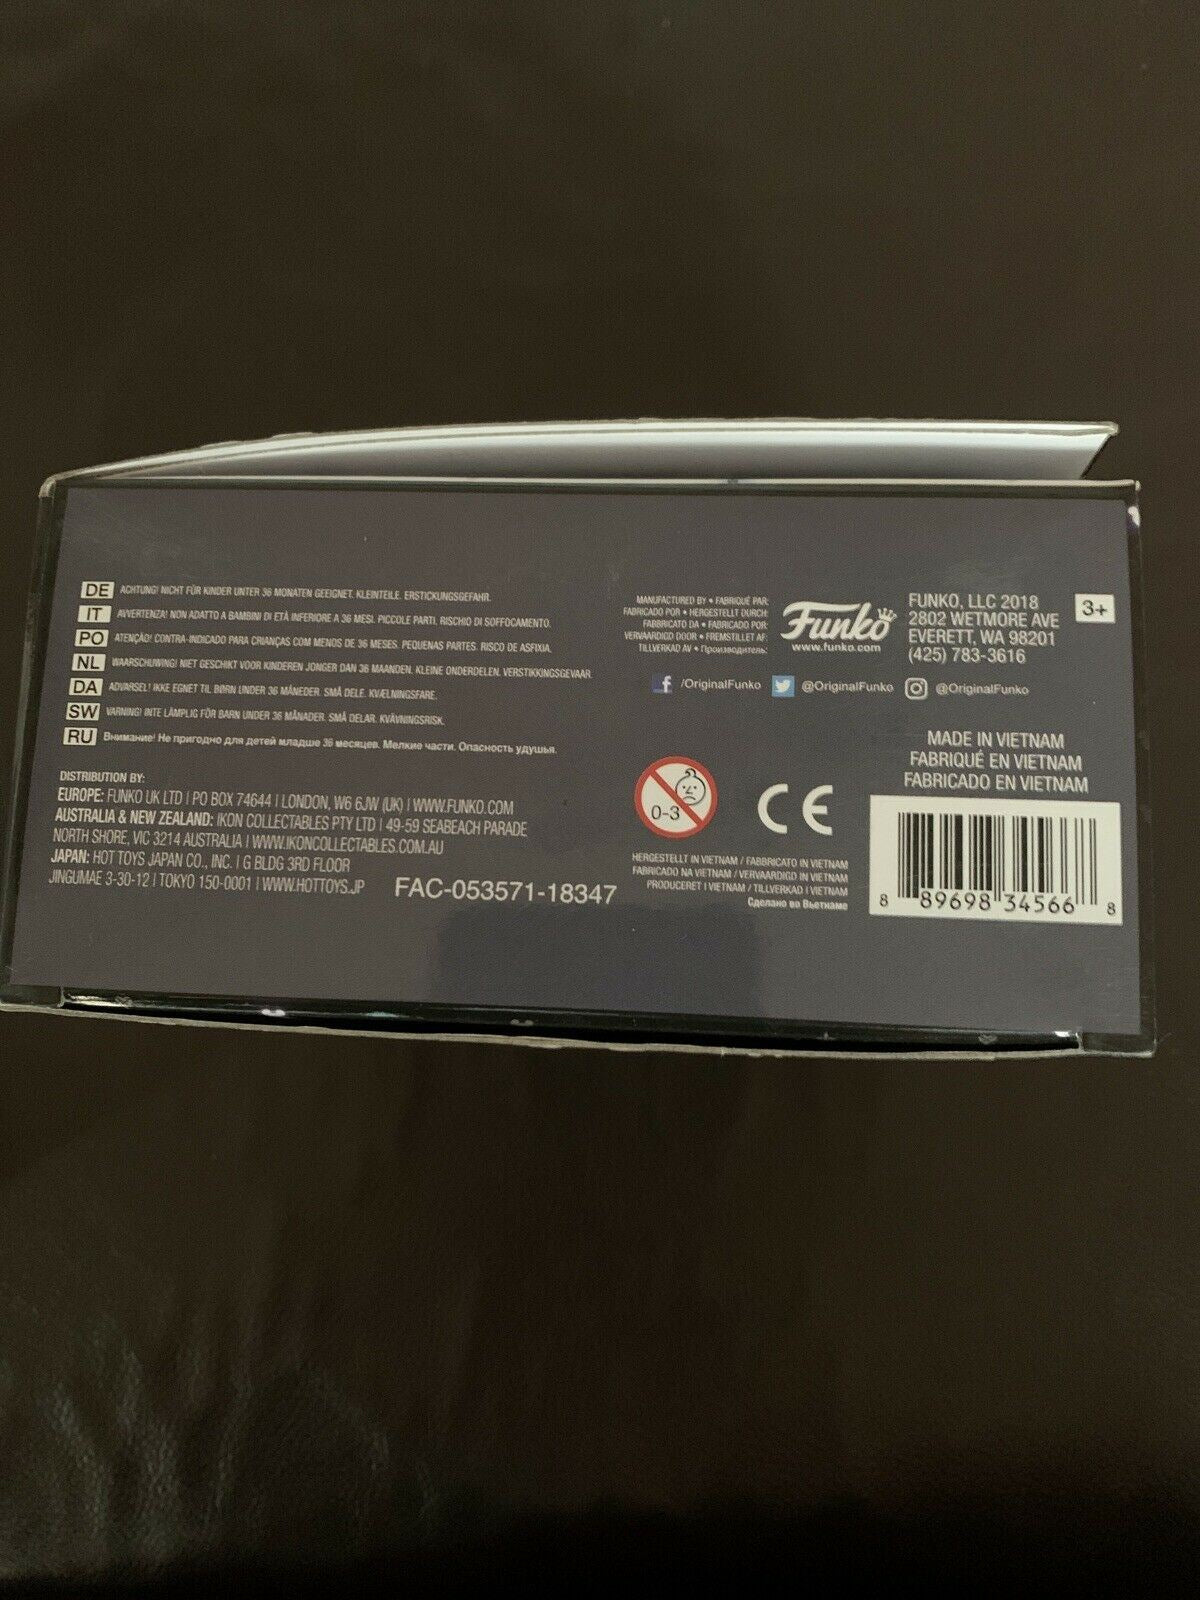 DE ACHTUNG! NICHT FÜR KINDER UNTER 36 MONATEN GEEIGNET. KLEINTEILE. ERSTICKUNGSGEFAHR.
IT AVVERTENZA! NON ADATTO A BAMBINI DI ETÀ INFERIORE A 36 MESI. PICCOLE PARTI. RISCHIO DI SOFFOCAMENTO.
PO ATENÇÃO! CONTRA-INDICADO PARA CRIANÇAS COM MENOS DE 36 MESES. PEQUENAS PARTES. RISCO DE ASFIXIA.
NL WAARSCHUWING! NIET GESCHIKT VOOR KINDEREN JONGER DAN 36 MAANDEN. KLEINE ONDERDELEN. VERSTIKKINGSGEVAAR.
DA ADVARSEL! IKKE EGNET TIL BØRN UNDER 36 MÅNEDER. SMÅ DELE. KVÆLNINGSFARE.
SW VARNING! INTE LÄMPLIG FÖR BARN UNDER 36 MÅNADER. SMÅ DELAR. KVÄVNINGSRISK.
RU Внимание! Не пригодно для детей младше 36 месяцев. Мелкие части. Опасность удушья.
DISTRIBUTION BY:
EUROPE: FUNKO UK LTD | PO BOX 74644 | LONDON, W6 6JW (UK) | WWW.FUNKO.COM
AUSTRALIA & NEW ZEALAND: IKON COLLECTABLES PTY LTD | 49-59 SEABEACH PARADE
NORTH SHORE, VIC 3214 AUSTRALIA | WWW.IKONCOLLECTABLES.COM.AU
JAPAN: HOT TOYS JAPAN CO., INC. | G BLDG 3RD FLOOR
JINGUMAE 3-30-12 | TOKYO 150-0001 | WWW.HOTTOYS.JP
FAC-053571-18347
MANUFACTURED BY • FABRIQUÉ PAR:
FABRICADO POR • HERGESTELLT DURCH:
FABBRICATO DA • FABRICADO POR:
VERVAARDIGD DOOR • FREMSTILLET AF:
TILLVERKAD AV • Производитель:
Funko
www.funko.com
FUNKO, LLC 2018
2802 WETMORE AVE
EVERETT, WA 98201
(425) 783-3616
3+
f /OriginalFunko @OriginalFunko @OriginalFunko
0-3
CE
HERGESTELLT IN VIETNAM / FABBRICATO IN VIETNAM
FABRICADO NA VIETNAM / VERVAARDIGD IN VIETNAM
PRODUCERET I VIETNAM / TILLVERKAD I VIETNAM
Сделано во Вьетнаме
MADE IN VIETNAM
FABRIQUÉ EN VIETNAM
FABRICADO EN VIETNAM
8 89698 34566 8